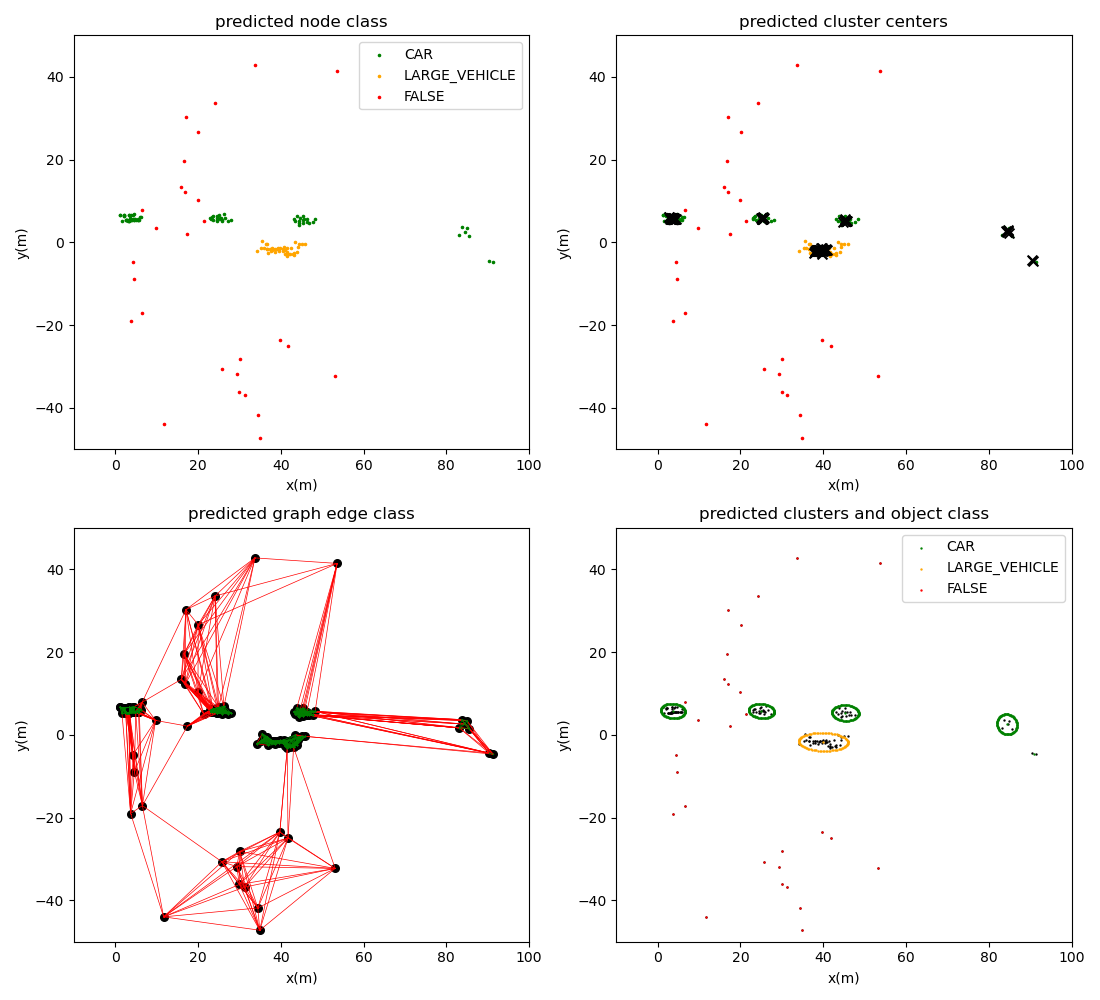 predicted node class
40
20
0
−20
−40
y(m)
0
20
40
60
80
100
x(m)
CAR
LARGE_VEHICLE
FALSE
predicted cluster centers
40
20
0
−20
−40
y(m)
0
20
40
60
80
100
x(m)
predicted graph edge class
40
20
0
−20
−40
y(m)
0
20
40
60
80
100
x(m)
predicted clusters and object class
40
20
0
−20
−40
y(m)
0
20
40
60
80
100
x(m)
CAR
LARGE_VEHICLE
FALSE